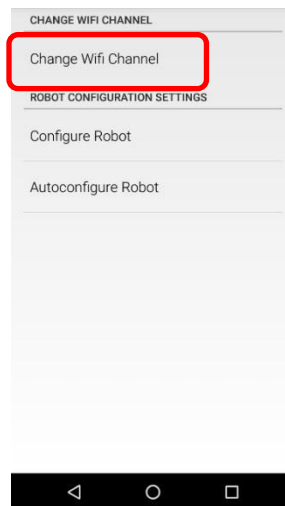 CHANGE WIFI CHANNEL
Change Wifi Channel
ROBOT CONFIGURATION SETTINGS
Configure Robot
Autoconfigure Robot